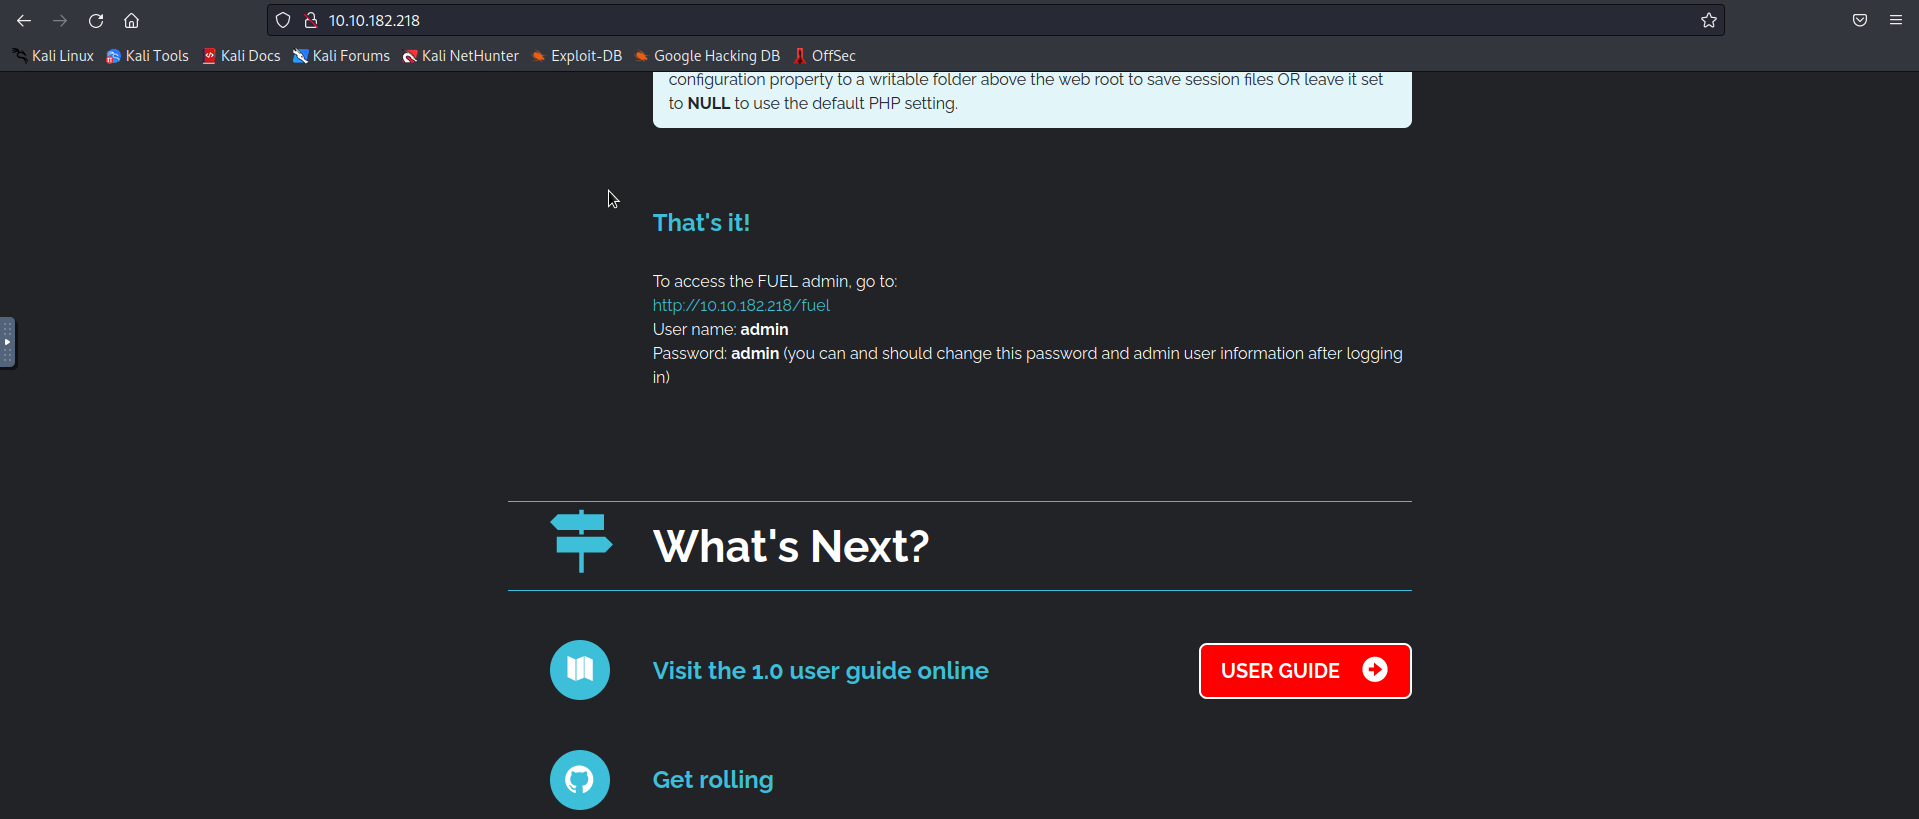 10.10.182.218
Kali Linux Kali Tools Kali Docs Kali Forums Kali NetHunter Exploit-DB Google Hacking DB OffSec
configuration property to a writable folder above the web root to save session files OR leave it set
to NULL to use the default PHP setting.
That's it!
To access the FUEL admin, go to:
http://10.10.182.218/fuel
User name: admin
Password: admin (you can and should change this password and admin user information after logging
in)
What's Next?
Visit the 1.0 user guide online
USER GUIDE
Get rolling